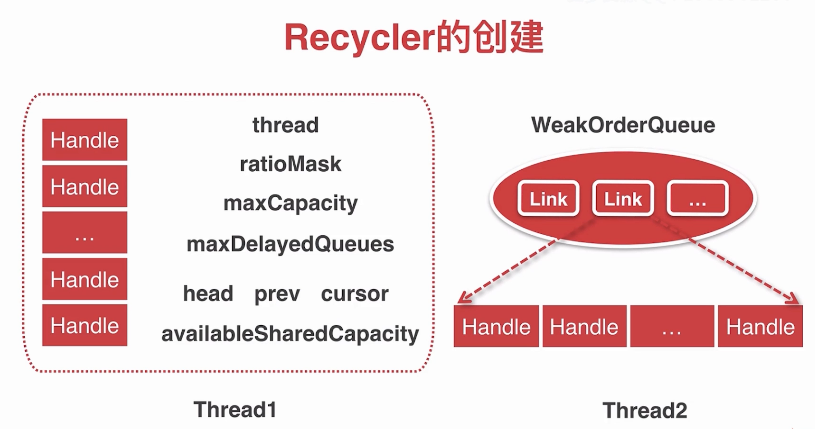 Recycler的创建
Handle
Handle
…
Handle
Handle
thread
ratioMask
maxCapacity
maxDelayedQueues
head prev cursor
availableSharedCapacity
Thread1
WeakOrderQueue
Link Link …
Handle Handle … Handle
Thread2